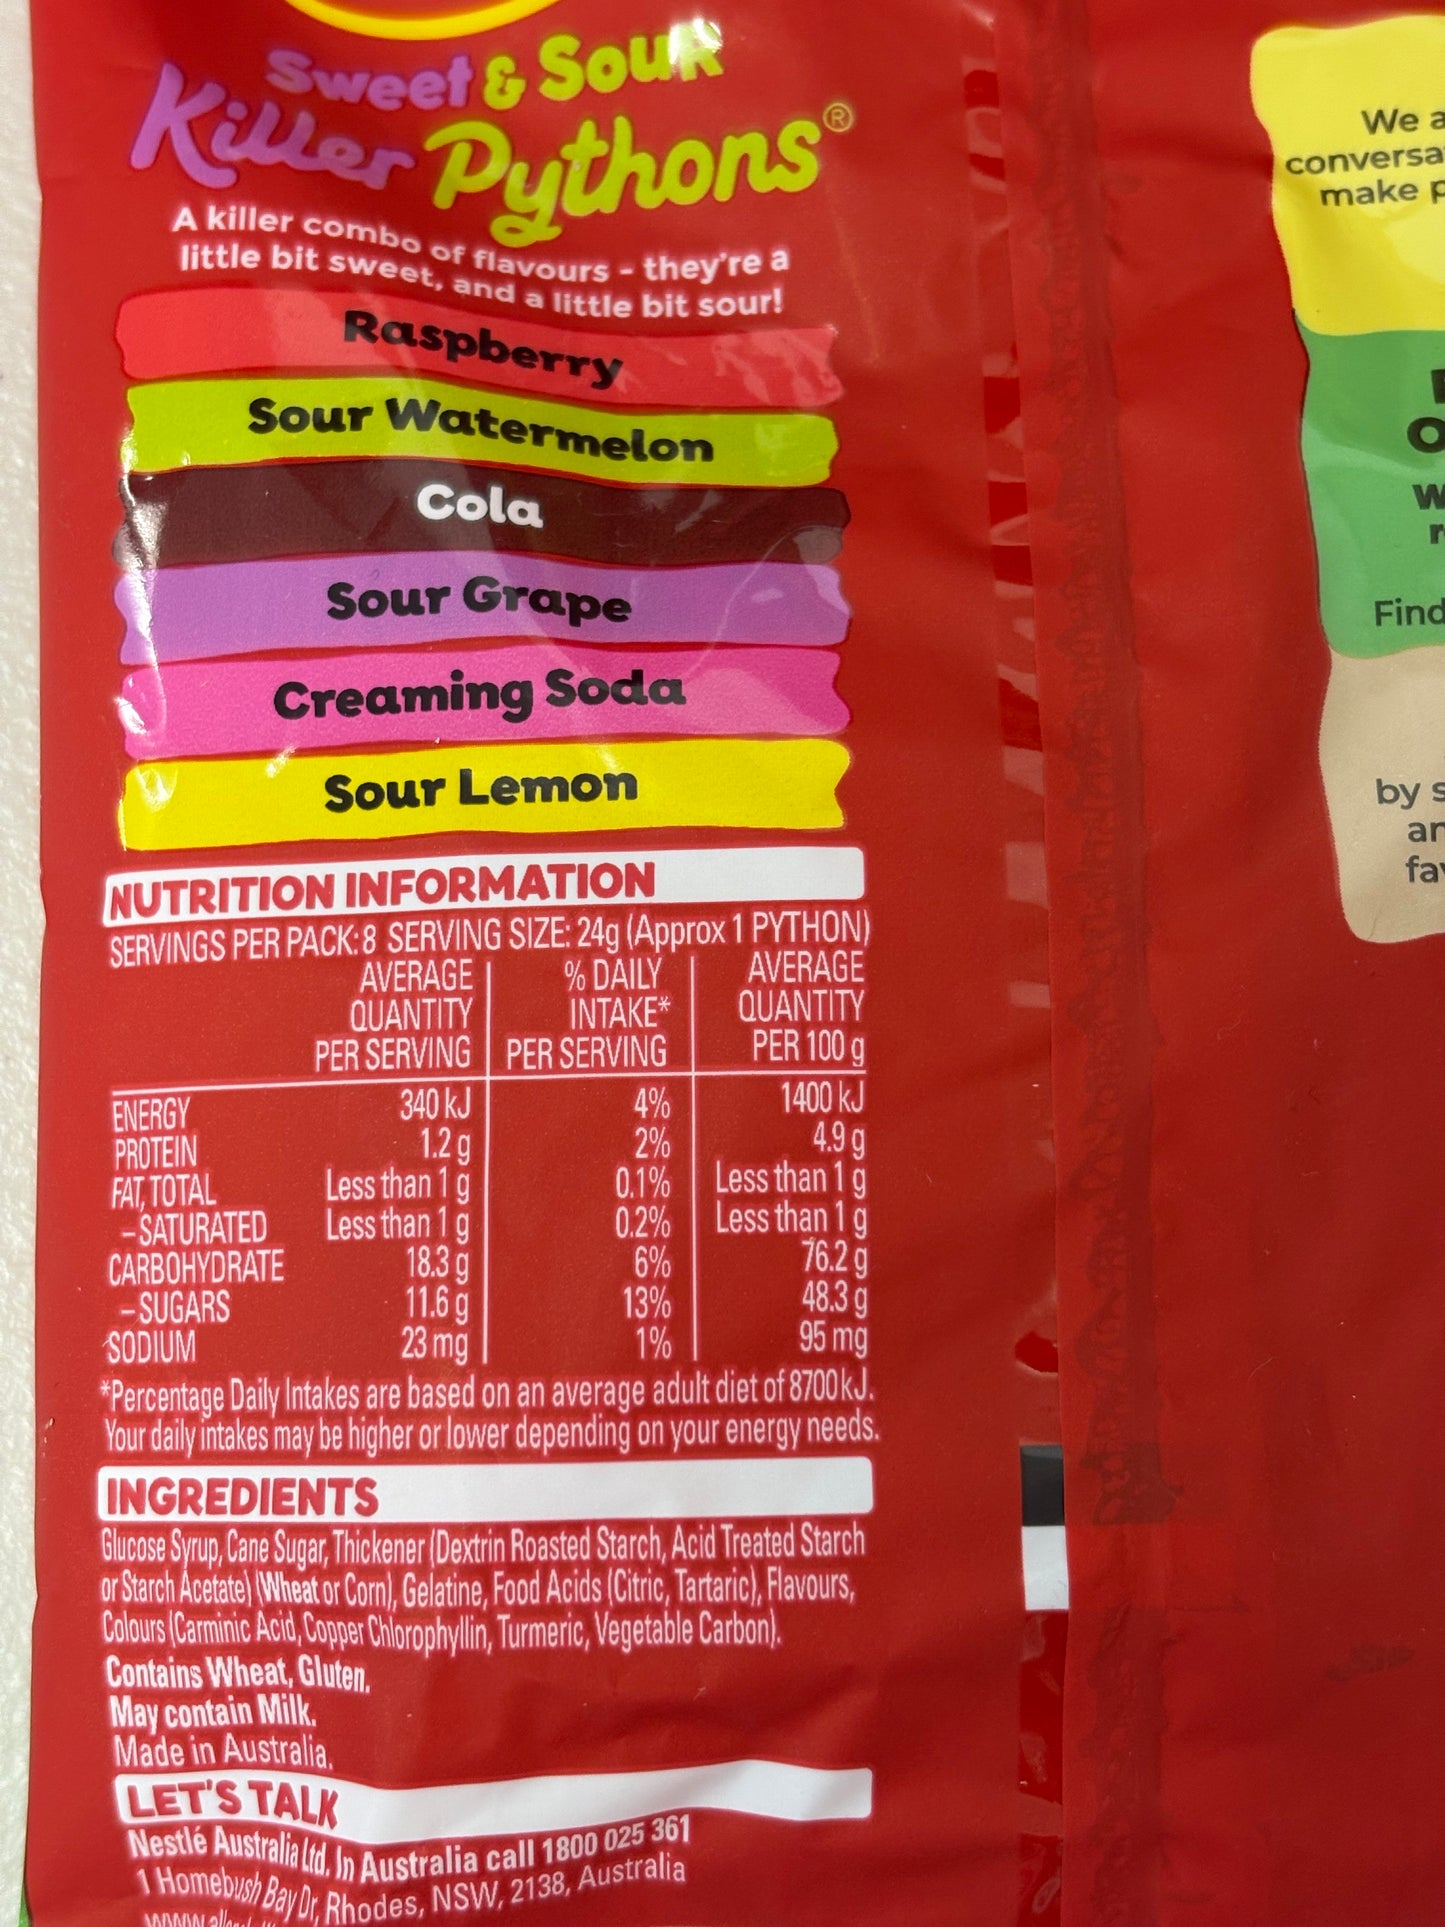 Sweet & Sour
Killer Pythons®
A killer combo of flavours - they're a
little bit sweet, and a little bit sour!
Raspberry
Sour Watermelon
Cola
Sour Grape
Creaming Soda
Sour Lemon
NUTRITION INFORMATION
SERVINGS PER PACK: 8 SERVING SIZE: 24g (Approx 1 PYTHON)
AVERAGE % DAILY AVERAGE
QUANTITY INTAKE* QUANTITY
PER SERVING PER SERVING PER 100 g
ENERGY 340 kJ 4% 1400 kJ
PROTEIN 1.2 g 2% 4.9 g
FAT, TOTAL Less than 1 g 0.1% Less than 1 g
– SATURATED Less than 1 g 0.2% Less than 1 g
CARBOHYDRATE 18.3 g 6% 76.2 g
– SUGARS 11.6 g 13% 48.3 g
SODIUM 23 mg 1% 95 mg
*Percentage Daily Intakes are based on an average adult diet of 8700 kJ.
Your daily intakes may be higher or lower depending on your energy needs.
INGREDIENTS
Glucose Syrup, Cane Sugar, Thickener (Dextrin Roasted Starch, Acid Treated Starch
or Starch Acetate) (Wheat or Corn), Gelatine, Food Acids (Citric, Tartaric), Flavours,
Colours (Carminic Acid, Copper Chlorophyllin, Turmeric, Vegetable Carbon).
Contains Wheat, Gluten.
May contain Milk.
Made in Australia.
LET'S TALK
Nestlé Australia Ltd. In Australia call 1800 025 361
1 Homebush Bay Dr, Rhodes, NSW, 2138, Australia
We a
conversa
make p
Find
by s
ar
fav